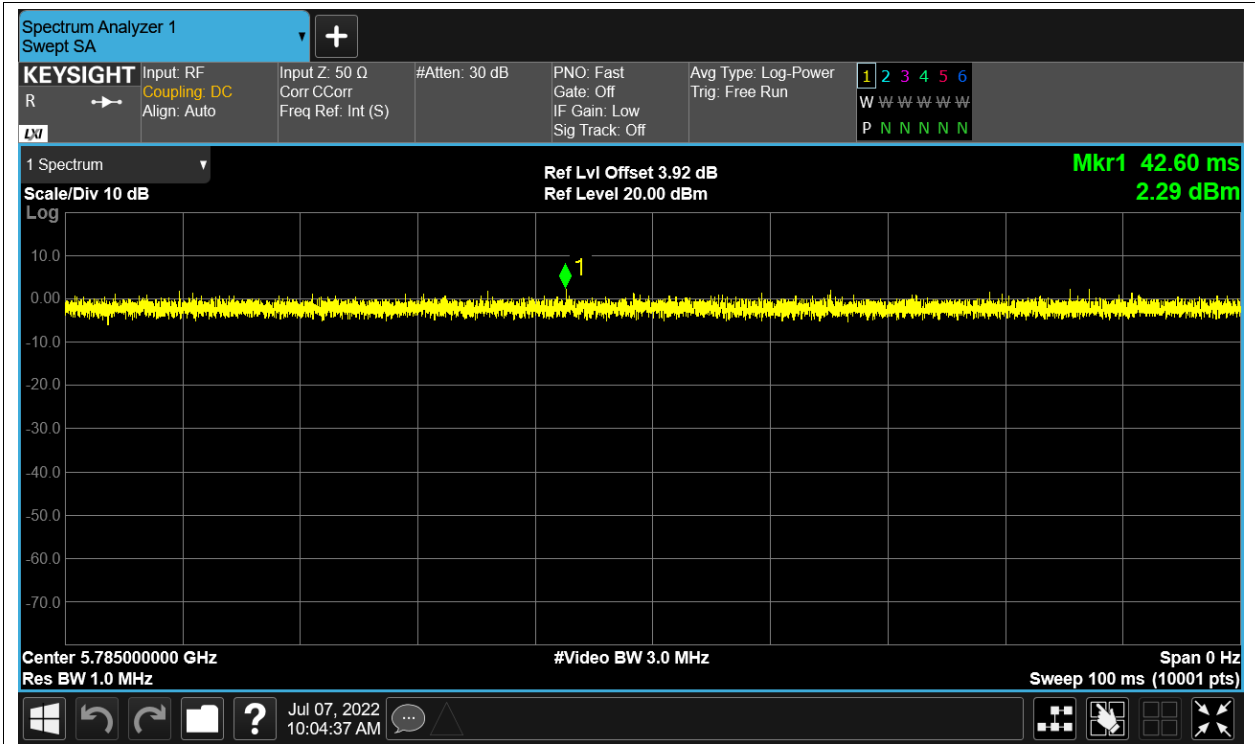 Spectrum Analyzer 1
Swept SA
KEYSIGHT
R
LXI
Input: RF
Coupling: DC
Align: Auto
Input Z: 50 Ω
Corr CCorr
Freq Ref: Int (S)
#Atten: 30 dB
PNO: Fast
Gate: Off
IF Gain: Low
Sig Track: Off
Avg Type: Log-Power
Trig: Free Run
1 2 3 4 5 6
W W W W W W
P N N N N N
1 Spectrum
Scale/Div 10 dB
Log
Ref Lvl Offset 3.92 dB
Ref Level 20.00 dBm
Mkr1 42.60 ms
2.29 dBm
1
10.0
0.00
-10.0
-20.0
-30.0
-40.0
-50.0
-60.0
-70.0
Center 5.785000000 GHz
Res BW 1.0 MHz
#Video BW 3.0 MHz
Span 0 Hz
Sweep 100 ms (10001 pts)
?
Jul 07, 2022
10:04:37 AM